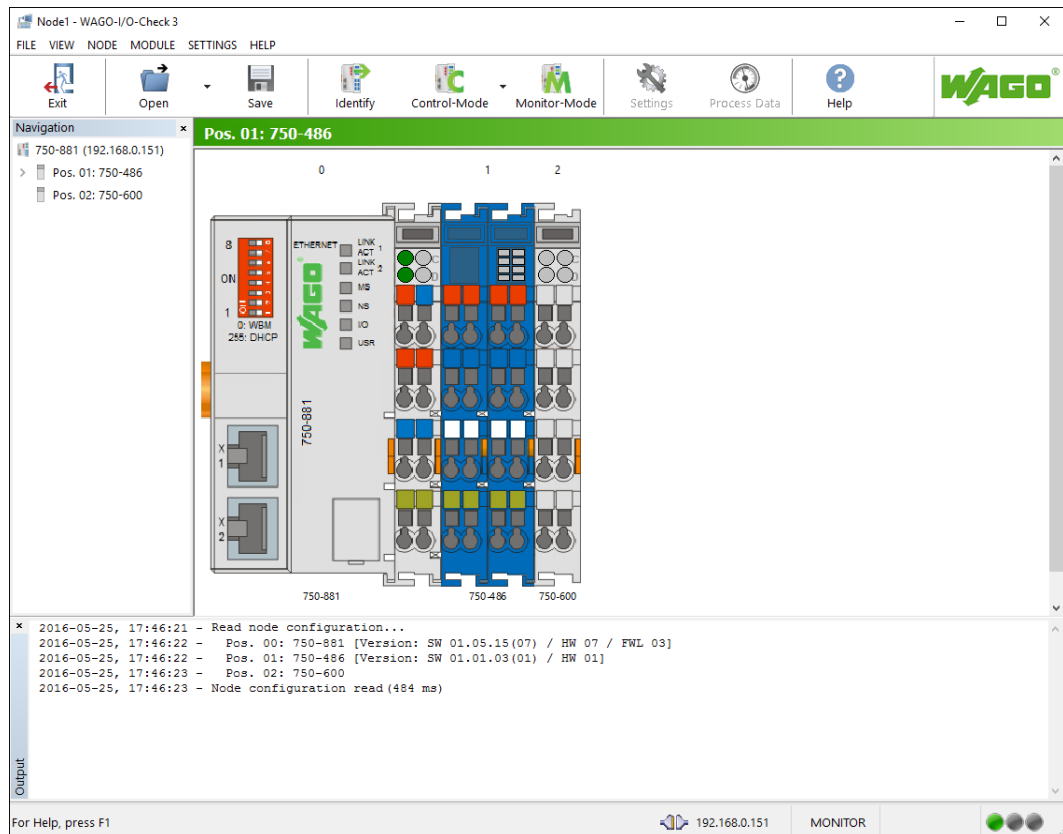 Node1 - WAGO-I/O-Check 3
FILE VIEW NODE MODULE SETTINGS HELP
Exit Open Save Identify Control-Mode Monitor-Mode Settings Process Data Help
WAGO®
Navigation
Pos. 01: 750-486
750-881 (192.168.0.151)
Pos. 01: 750-486
Pos. 02: 750-600
0 1 2
8
ON
1
0: WBM
255: DHCP
ETHERNET
LINK
ACT 1
LINK
ACT 2
MS
NS
I/O
USR
WAGO®
750-881
X
1
X
2
C
D
C
D
750-881 750-486 750-600
2016-05-25, 17:46:21 - Read node configuration...
2016-05-25, 17:46:22 - Pos. 00: 750-881 [Version: SW 01.05.15(07) / HW 07 / FWL 03]
2016-05-25, 17:46:22 - Pos. 01: 750-486 [Version: SW 01.01.03(01) / HW 01]
2016-05-25, 17:46:23 - Pos. 02: 750-600
2016-05-25, 17:46:23 - Node configuration read (484 ms)
Output
For Help, press F1 192.168.0.151 MONITOR